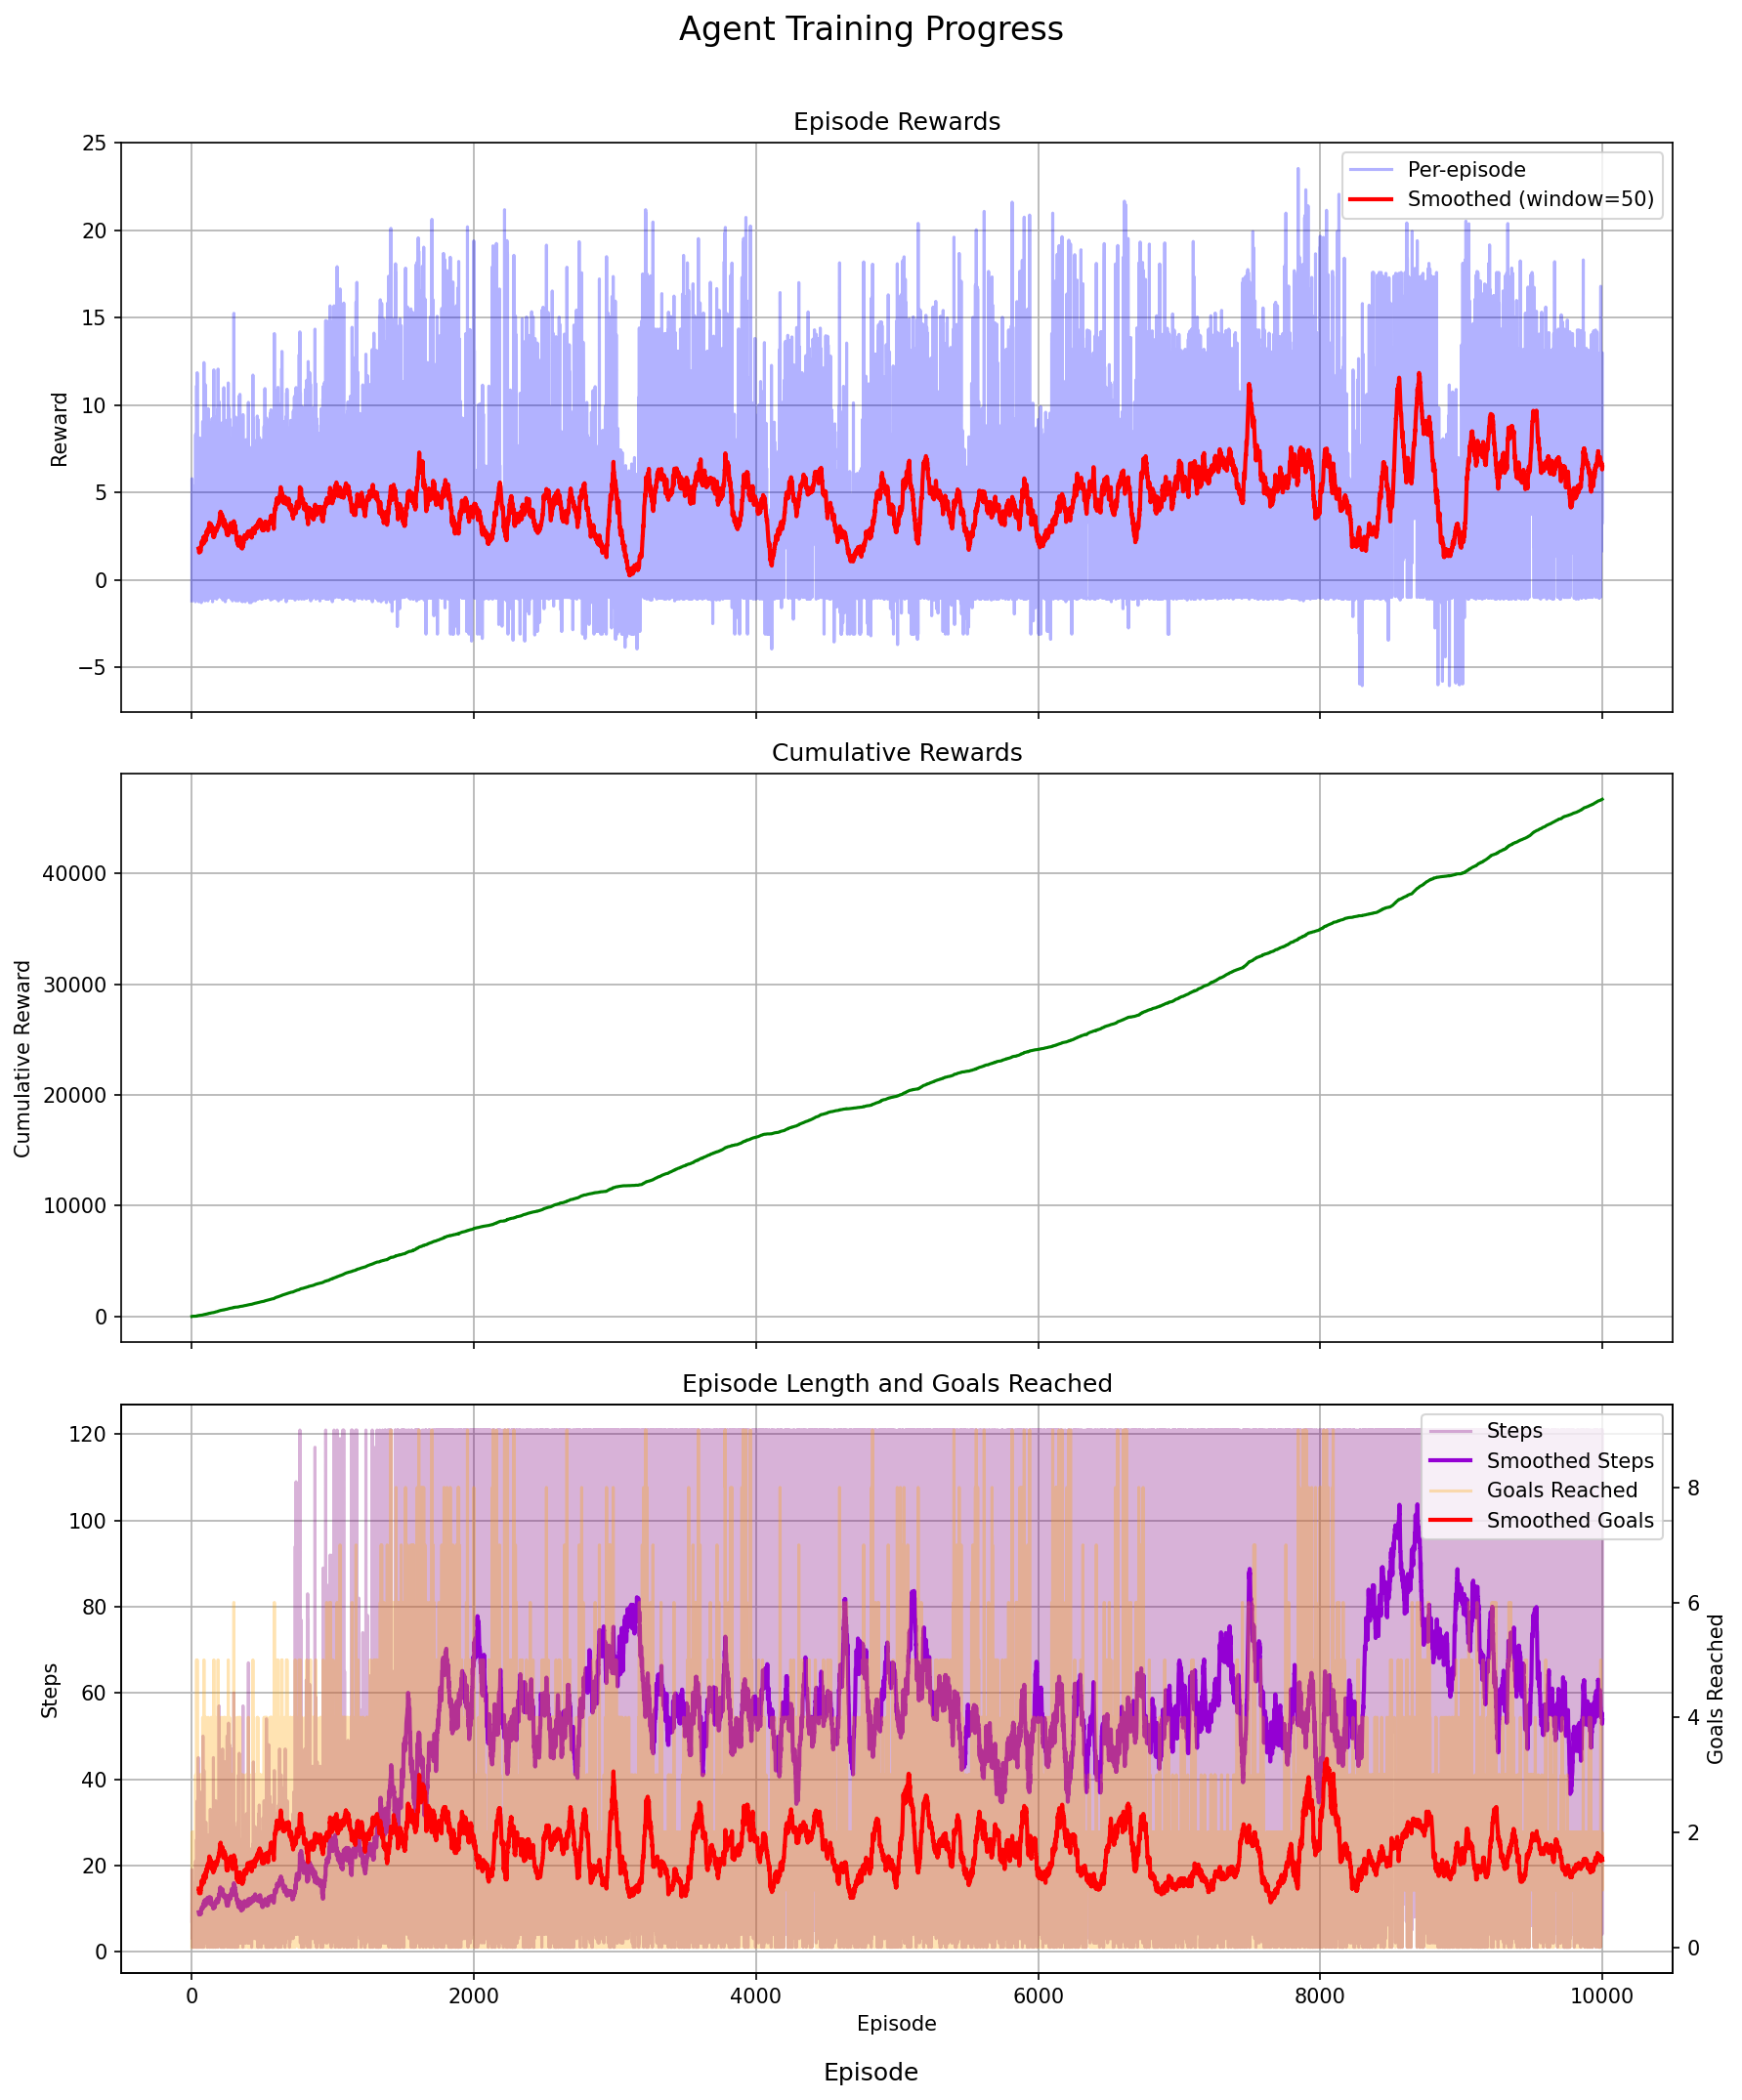 Agent Training Progress
Episode Rewards
25
20
15
10
5
0
−5
Reward
Per-episode
Smoothed (window=50)
Cumulative Rewards
40000
30000
20000
10000
0
Cumulative Reward
Episode Length and Goals Reached
120
100
80
60
40
20
0
Steps
Steps
Smoothed Steps
Goals Reached
Smoothed Goals
8
6
4
2
0
Goals Reached
0 2000 4000 6000 8000 10000
Episode
Episode